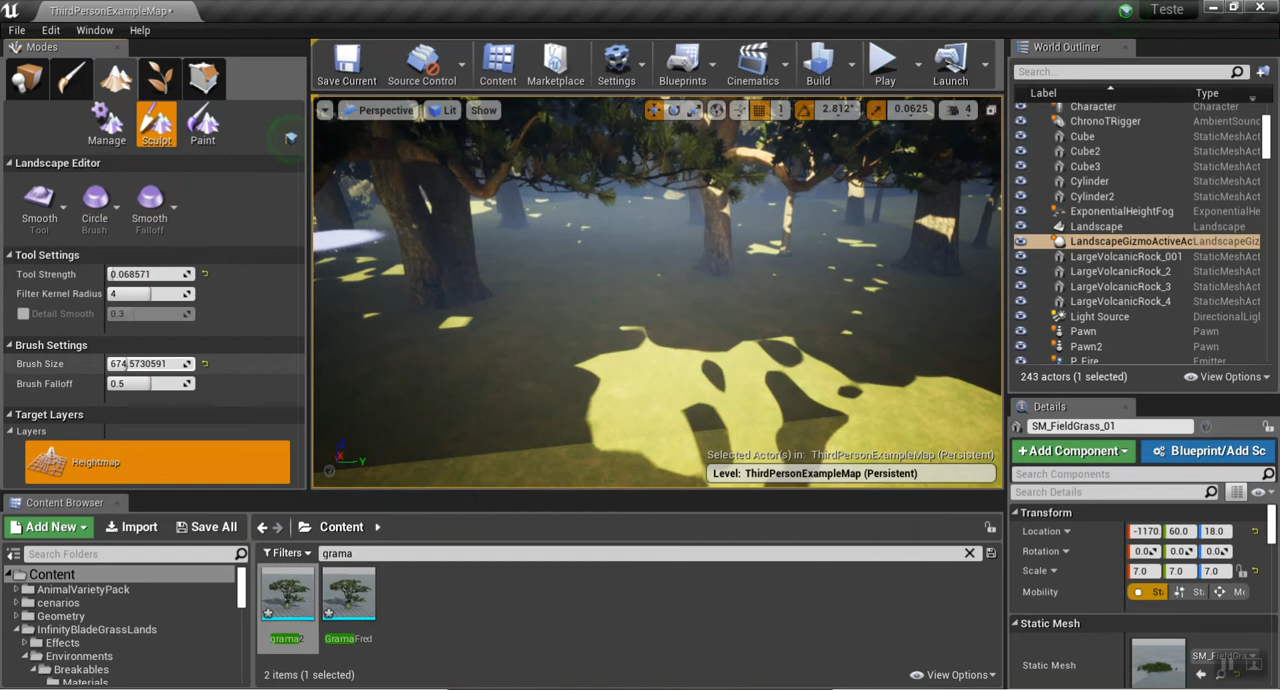 ThirdPersonExampleMap*
Teste
File Edit Window Help
Modes
Manage Sculpt Paint
Landscape Editor
Smooth Tool
Circle Brush
Smooth Falloff
Tool Settings
Tool Strength 0.068571
Filter Kernel Radius 4
Detail Smooth 0.3
Brush Settings
Brush Size 674.5730591
Brush Falloff 0.5
Target Layers
Layers
Heightmap
Save Current Source Control Content Marketplace Settings Blueprints Cinematics Build Play Launch
Perspective Lit Show 1 2.812° 0.0625 4
Selected Actor(s) in: ThirdPersonExampleMap (Persistent)
Level: ThirdPersonExampleMap (Persistent)
World Outliner
Search...
Label Type
Character Character
ChronoTRigger AmbientSound
Cube StaticMeshAct
Cube2 StaticMeshAct
Cube3 StaticMeshAct
Cylinder StaticMeshAct
Cylinder2 StaticMeshAct
ExponentialHeightFog ExponentialHe
Landscape Landscape
LandscapeGizmoActiveAc LandscapeGiz
LargeVolcanicRock_001 StaticMeshAct
LargeVolcanicRock_2 StaticMeshAct
LargeVolcanicRock_3 StaticMeshAct
LargeVolcanicRock_4 StaticMeshAct
Light Source DirectionalLigh
Pawn Pawn
Pawn2 Pawn
P_Fire Emitter
243 actors (1 selected) View Options
Details
SM_FieldGrass_01
+Add Component Blueprint/Add Sc
Search Components
Search Details
Transform
Location -1170 60.0 18.0
Rotation 0.0 0.0 0.0
Scale 7.0 7.0 7.0
Mobility St St Mo
Static Mesh
Static Mesh SM_FieldGra
Content Browser
Add New Import Save All Content
Search Folders
Filters grama
Content
AnimalVarietyPack
cenarios
Geometry
InfinityBladeGrassLands
Effects
Environments
Breakables
Materials
grama2 GramaFred
2 items (1 selected) View Options
X Y Z